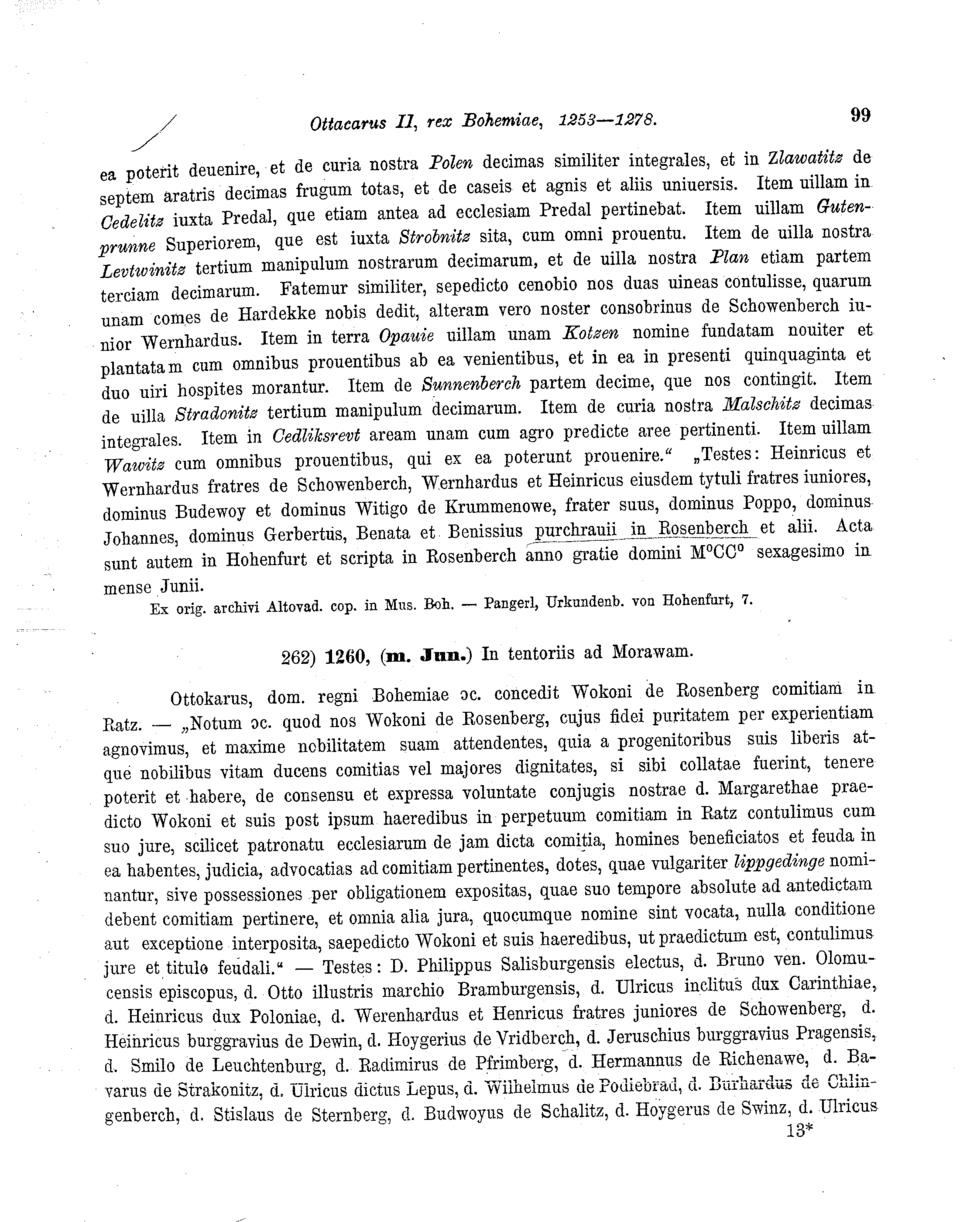 Ottacarus II, rex Bohemiae, 1253—1278. 99
ea poterit deuenire, et de curia nostra Polen decimas similiter integrales, et in Zlawatitz de
septem aratris decimas frugum totas, et de caseis et agnis et aliis uniuersis. Item uillam in
Cedelitz iuxta Predal, que etiam antea ad ecclesiam Predal pertinebat. Item uillam Guten-
prunne Superiorem, que est iuxta Strobnitz sita, cum omni prouentu. Item de uilla nostra
Levtwinitz tertium manipulum nostrarum decimarum, et de uilla nostra Plan etiam partem
terciam decimarum. Fatemur similiter, sepedicto cenobio nos duas uineas contulisse, quarum
unam comes de Hardekke nobis dedit, alteram vero noster consobrinus de Schowenberch iu-
nior Wernhardus. Item in terra Opauie uillam unam Kotzen nomine fundatam nouiter et
plantatam cum omnibus prouentibus ab ea venientibus, et in ea in presenti quinquaginta et
duo uiri hospites morantur. Item de Sunnenberch partem decime, que nos contingit. Item
de uilla Stradonitz tertium manipulum decimarum. Item de curia nostra Malschitz decimas
integrales. Item in Cedliksrevt aream unam cum agro predicte aree pertinenti. Item uillam
Wawitz cum omnibus prouentibus, qui ex ea poterunt prouenire.“ „Testes: Heinricus et
Wernhardus fratres de Schowenberch, Wernhardus et Heinricus eiusdem tytuli fratres iuniores,
dominus Budewoy et dominus Witigo de Krummenowe, frater suus, dominus Poppo, dominus
Johannes, dominus Gerbertus, Benata et Benissius purchrauii in Rosenberch et alii. Acta
sunt autem in Hohenfurt et scripta in Rosenberch anno gratie domini M⁰CC⁰ sexagesimo in
mense Junii.
Ex orig. archivi Altovad. cop. in Mus. Boh. — Pangerl, Urkundenb. von Hohenfurt, 7.
262) 1260, (m. Jun.) In tentoriis ad Morawam.
Ottokarus, dom. regni Bohemiae ɔc. concedit Wokoni de Rosenberg comitiam in
Ratz. — „Notum ɔc. quod nos Wokoni de Rosenberg, cujus fidei puritatem per experientiam
agnovimus, et maxime nobilitatem suam attendentes, quia a progenitoribus suis liberis at-
que nobilibus vitam ducens comitias vel majores dignitates, si sibi collatae fuerint, tenere
poterit et habere, de consensu et expressa voluntate conjugis nostrae d. Margarethae prae-
dicto Wokoni et suis post ipsum haeredibus in perpetuum comitiam in Ratz contulimus cum
suo jure, scilicet patronatu ecclesiarum de jam dicta comitia, homines beneficiatos et feuda in
ea habentes, judicia, advocatias ad comitiam pertinentes, dotes, quae vulgariter lippgedinge nomi-
nantur, sive possessiones per obligationem expositas, quae suo tempore absolute ad antedictam
debent comitiam pertinere, et omnia alia jura, quocumque nomine sint vocata, nulla conditione
aut exceptione interposita, saepedicto Wokoni et suis haeredibus, ut praedictum est, contulimus
jure et titulo feudali.“ — Testes: D. Philippus Salisburgensis electus, d. Bruno ven. Olomu-
censis episcopus, d. Otto illustris marchio Bramburgensis, d. Ulricus inclitus dux Carinthiae,
d. Heinricus dux Poloniae, d. Werenhardus et Henricus fratres juniores de Schowenberg, d.
Heinricus burggravius de Dewin, d. Hoygerius de Vridberch, d. Jeruschius burggravius Pragensis,
d. Smilo de Leuchtenburg, d. Radimirus de Pfrimberg, d. Hermannus de Richenawe, d. Ba-
varus de Strakonitz, d. Ulricus dictus Lepus, d. Wilhelmus de Podiebrad, d. Burhardus de Chlin-
genberch, d. Stislaus de Sternberg, d. Budwoyus de Schalitz, d. Hoygerus de Swinz, d. Ulricus
13*